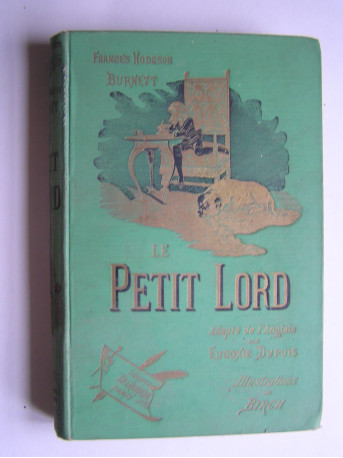 FRANCES HODGSON
BURNETT
LE
PETIT LORD
adapté de l'Anglais
par
EUDOXIE DUPUIS
Illustrations
de
BIRCH